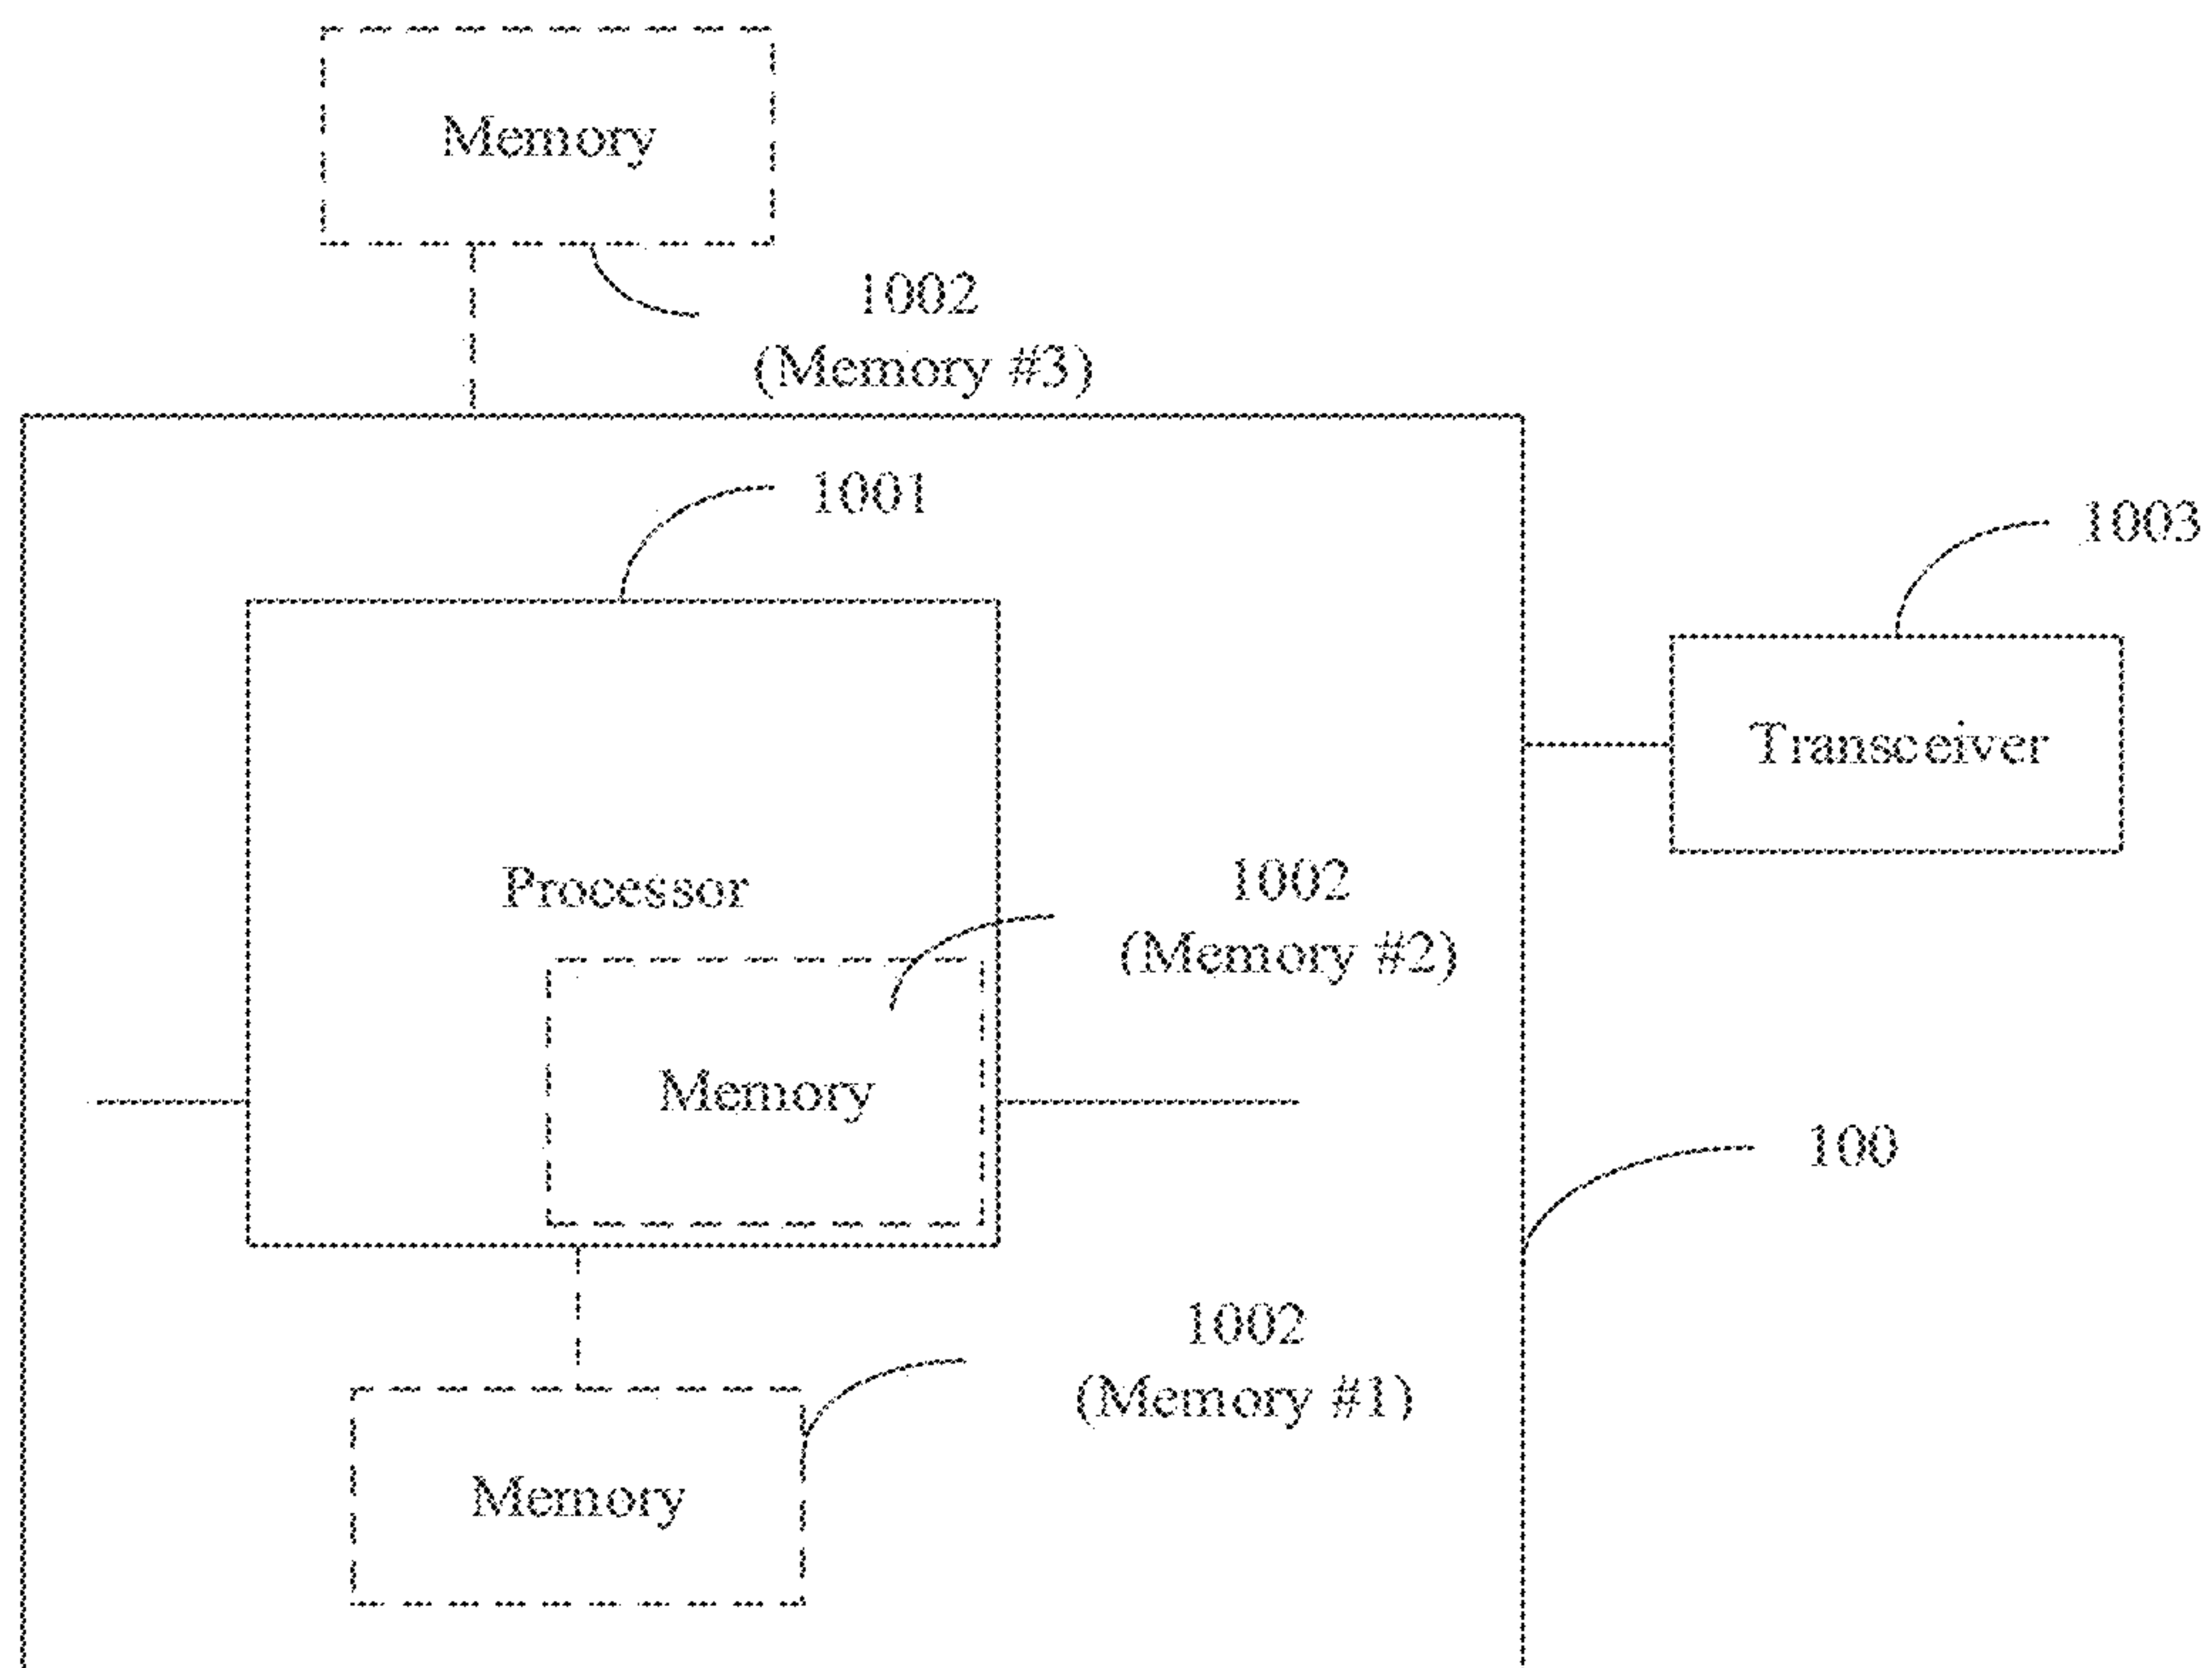 Memory
1002
(Memory #3)
1001
1003
Transceiver
Processor
1002
(Memory #2)
Memory
100
1002
(Memory #1)
Memory